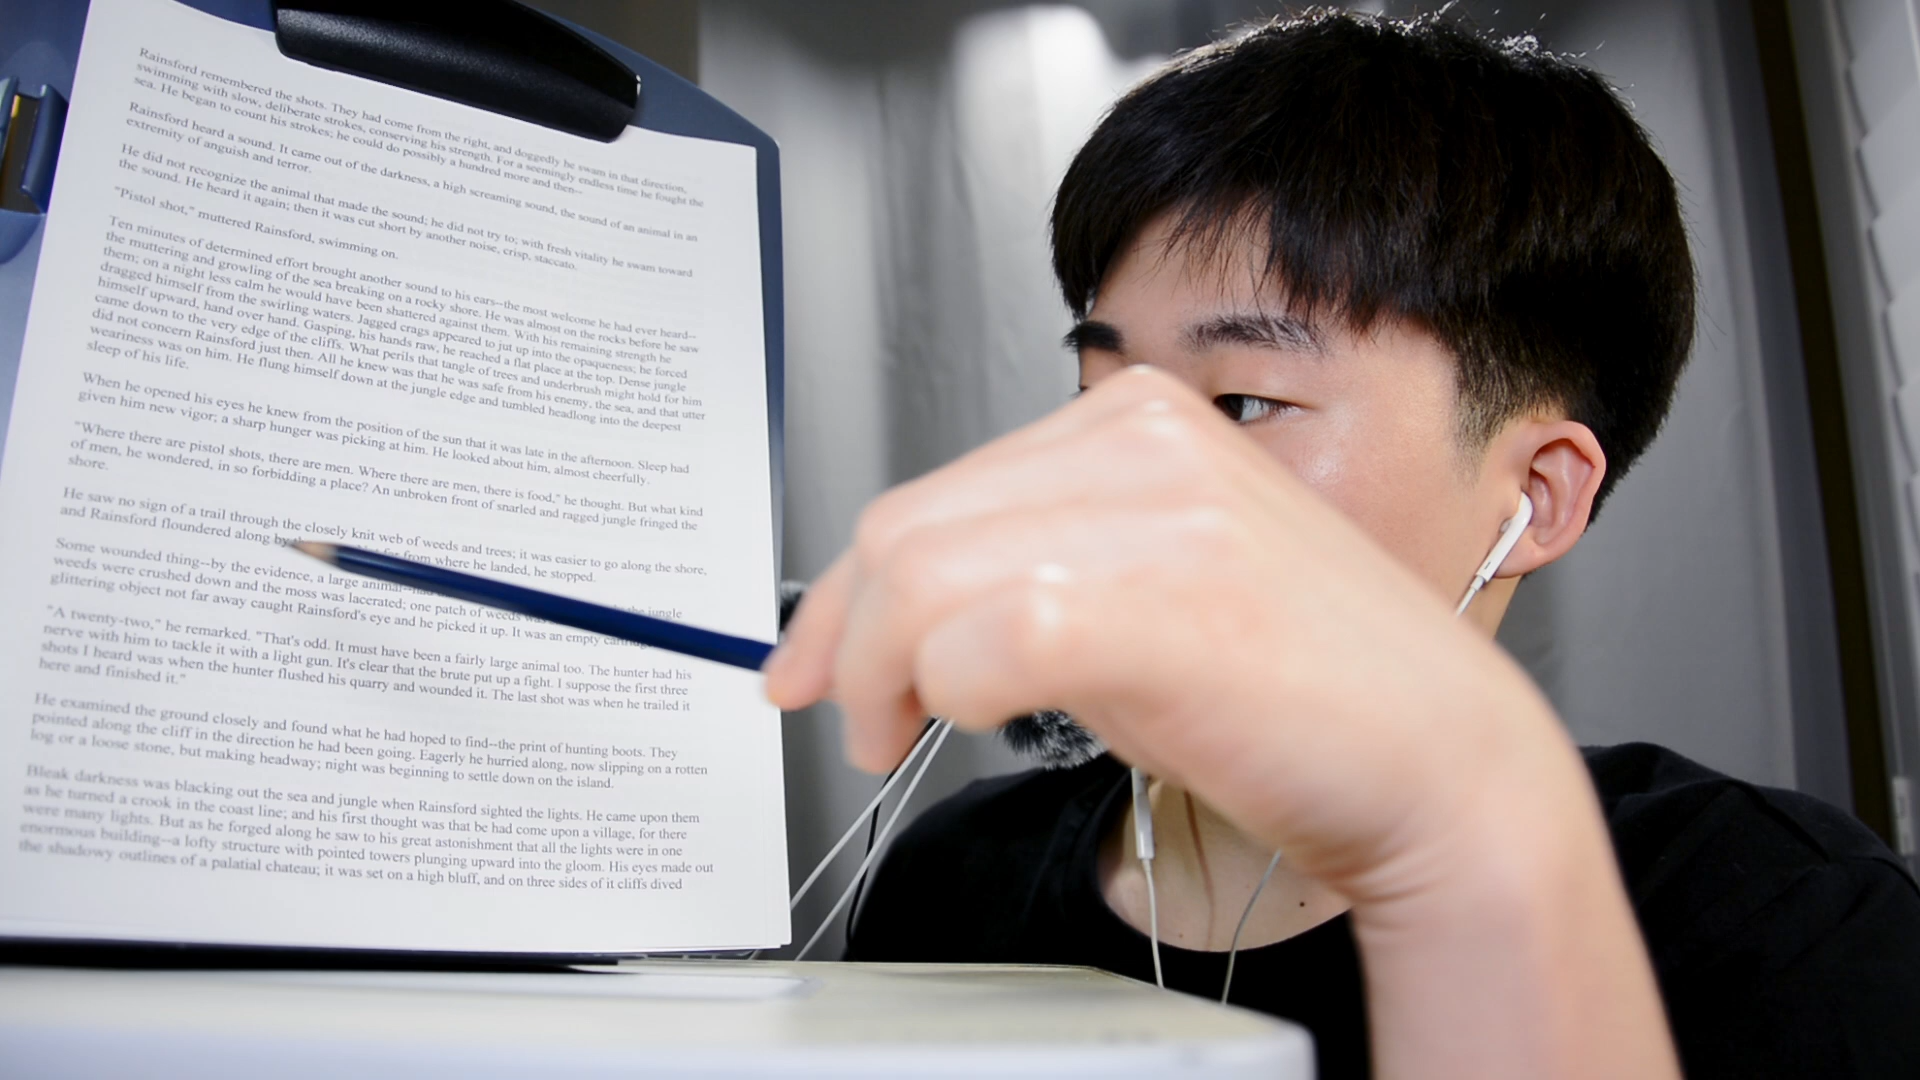 Rainsford remembered the shots. They had come from the right, and doggedly he swam in that direction,
swimming with slow, deliberate strokes, conserving his strength. For a seemingly endless time he fought the
sea. He began to count his strokes; he could do possibly a hundred more and then--
Rainsford heard a sound. It came out of the darkness, a high screaming sound, the sound of an animal in an
extremity of anguish and terror.
He did not recognize the animal that made the sound; he did not try to; with fresh vitality he swam toward
the sound. He heard it again; then it was cut short by another noise, crisp, staccato.
"Pistol shot," muttered Rainsford, swimming on.
Ten minutes of determined effort brought another sound to his ears--the most welcome he had ever heard--
the muttering and growling of the sea breaking on a rocky shore. He was almost on the rocks before he saw
them; on a night less calm he would have been shattered against them. With his remaining strength he
dragged himself from the swirling waters. Jagged crags appeared to jut up into the opaqueness; he forced
himself upward, hand over hand. Gasping, his hands raw, he reached a flat place at the top. Dense jungle
came down to the very edge of the cliffs. What perils that tangle of trees and underbrush might hold for him
did not concern Rainsford just then. All he knew was that he was safe from his enemy, the sea, and that utter
weariness was on him. He flung himself down at the jungle edge and tumbled headlong into the deepest
sleep of his life.
When he opened his eyes he knew from the position of the sun that it was late in the afternoon. Sleep had
given him new vigor; a sharp hunger was picking at him. He looked about him, almost cheerfully.
"Where there are pistol shots, there are men. Where there are men, there is food," he thought. But what kind
of men, he wondered, in so forbidding a place? An unbroken front of snarled and ragged jungle fringed the
shore.
He saw no sign of a trail through the closely knit web of weeds and trees; it was easier to go along the shore,
and Rainsford floundered along by far from where he landed, he stopped.
Some wounded thing--by the evidence, a large animal-- the jungle
weeds were crushed down and the moss was lacerated; one patch of weeds was
glittering object not far away caught Rainsford's eye and he picked it up. It was an empty
"A twenty-two," he remarked. "That's odd. It must have been a fairly large animal too. The hunter had his
nerve with him to tackle it with a light gun. It's clear that the brute put up a fight. I suppose the first three
shots I heard was when the hunter flushed his quarry and wounded it. The last shot was when he trailed it
here and finished it."
He examined the ground closely and found what he had hoped to find--the print of hunting boots. They
pointed along the cliff in the direction he had been going. Eagerly he hurried along, now slipping on a rotten
log or a loose stone, but making headway; night was beginning to settle down on the island.
Bleak darkness was blacking out the sea and jungle when Rainsford sighted the lights. He came upon them
as he turned a crook in the coast line; and his first thought was that be had come upon a village, for there
were many lights. But as he forged along he saw to his great astonishment that all the lights were in one
enormous building--a lofty structure with pointed towers plunging upward into the gloom. His eyes made out
the shadowy outlines of a palatial chateau; it was set on a high bluff, and on three sides of it cliffs dived